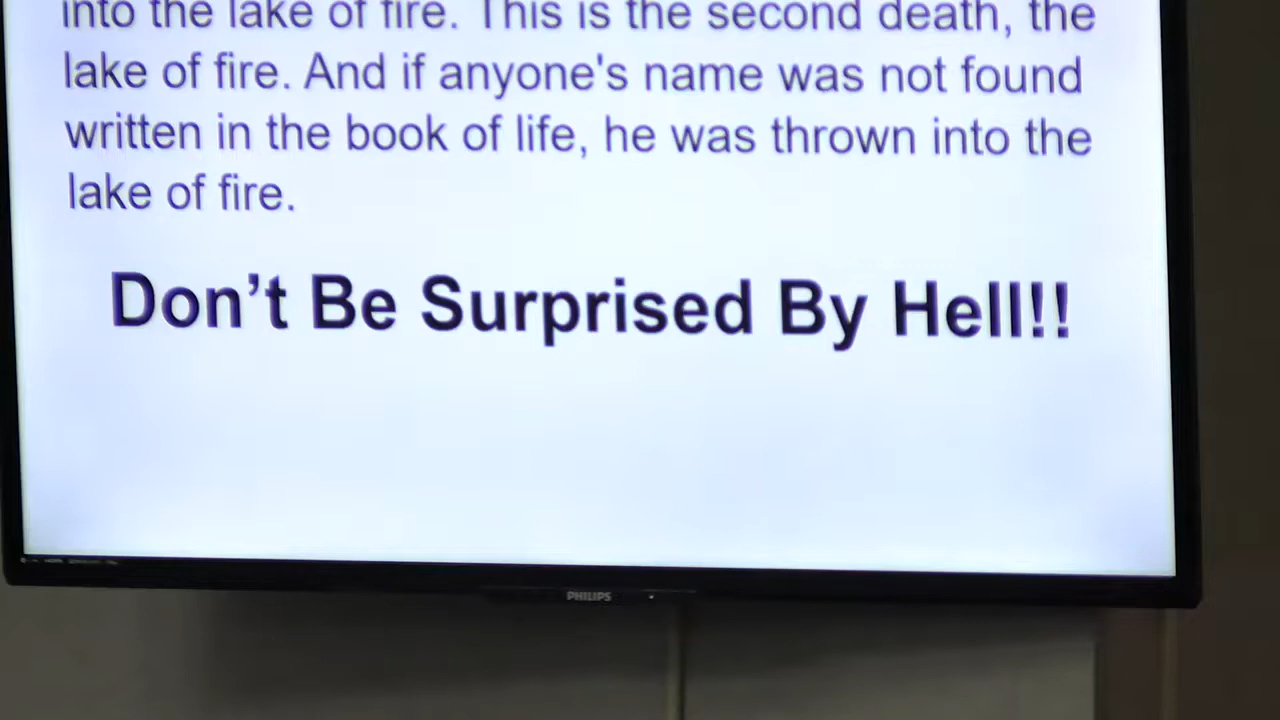 into the lake of fire. This is the second death, the
lake of fire. And if anyone's name was not found
written in the book of life, he was thrown into the
lake of fire.
Don’t Be Surprised By Hell!!
PHILIPS